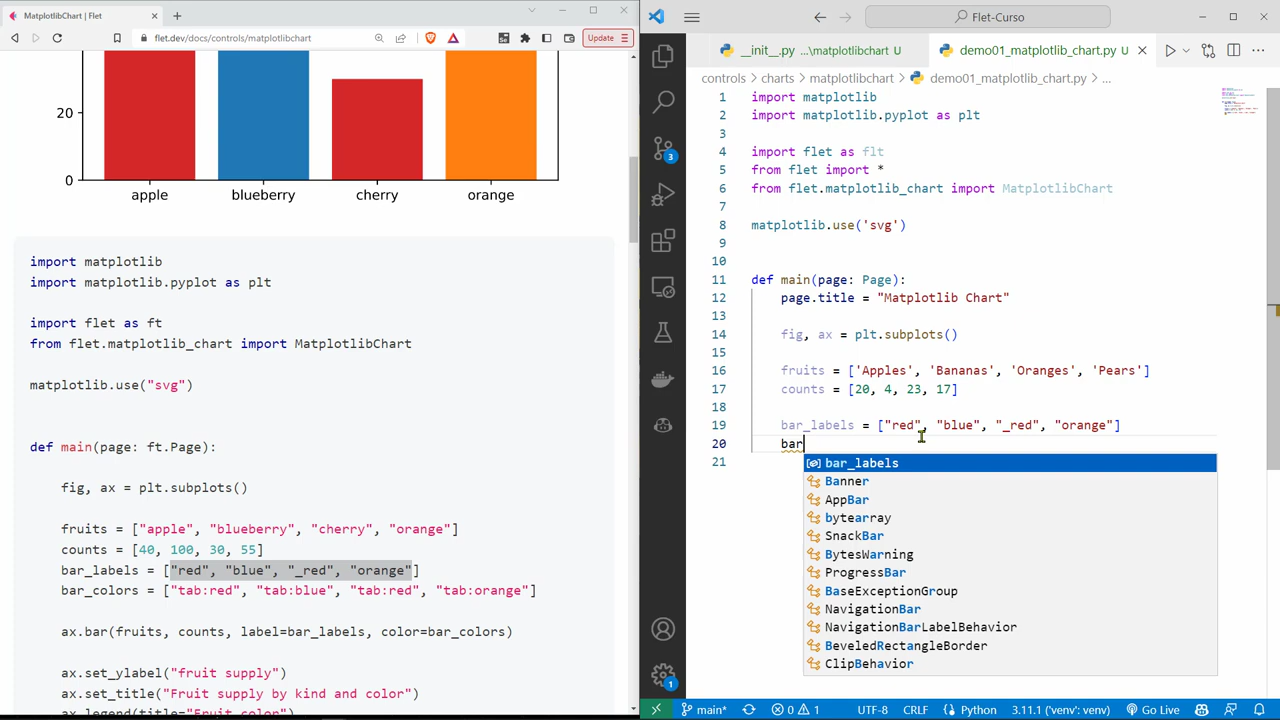 MatplotlibChart | Flet
flet.dev/docs/controls/matplotlibchart
Update
20
0
apple blueberry cherry orange
import matplotlib
import matplotlib.pyplot as plt
import flet as ft
from flet.matplotlib_chart import MatplotlibChart
matplotlib.use("svg")
def main(page: ft.Page):
fig, ax = plt.subplots()
fruits = ["apple", "blueberry", "cherry", "orange"]
counts = [40, 100, 30, 55]
bar_labels = ["red", "blue", "_red", "orange"]
bar_colors = ["tab:red", "tab:blue", "tab:red", "tab:orange"]
ax.bar(fruits, counts, label=bar_labels, color=bar_colors)
ax.set_ylabel("fruit supply")
ax.set_title("Fruit supply by kind and color")
ax.legend(title="Fruit color")
Flet-Curso
__init__.py ...\matplotlibchart U
demo01_matplotlib_chart.py U
controls > charts > matplotlibchart > demo01_matplotlib_chart.py > ...
1 import matplotlib
2 import matplotlib.pyplot as plt
3
4 import flet as flt
5 from flet import *
6 from flet.matplotlib_chart import MatplotlibChart
7
8 matplotlib.use('svg')
9
10
11 def main(page: Page):
12 page.title = "Matplotlib Chart"
13
14 fig, ax = plt.subplots()
15
16 fruits = ['Apples', 'Bananas', 'Oranges', 'Pears']
17 counts = [20, 4, 23, 17]
18
19 bar_labels = ["red", "blue", "_red", "orange"]
20 bar
21
bar_labels
Banner
AppBar
bytearray
SnackBar
BytesWarning
ProgressBar
BaseExceptionGroup
NavigationBar
NavigationBarLabelBehavior
BeveledRectangleBorder
ClipBehavior
3
1
main* 0 1 UTF-8 CRLF Python 3.11.1 ('venv': venv) Go Live